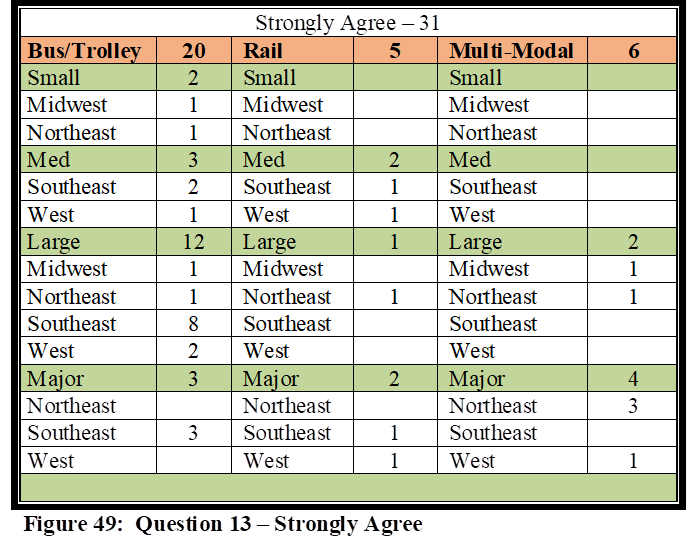 Strongly Agree – 31
Bus/Trolley 20 Rail 5 Multi-Modal 6
Small 2 Small Small
Midwest 1 Midwest Midwest
Northeast 1 Northeast Northeast
Med 3 Med 2 Med
Southeast 2 Southeast 1 Southeast
West 1 West 1 West
Large 12 Large 1 Large 2
Midwest 1 Midwest Midwest 1
Northeast 1 Northeast 1 Northeast 1
Southeast 8 Southeast Southeast
West 2 West West
Major 3 Major 2 Major 4
Northeast Northeast Northeast 3
Southeast 3 Southeast 1 Southeast
West West 1 West 1
Figure 49: Question 13 – Strongly Agree